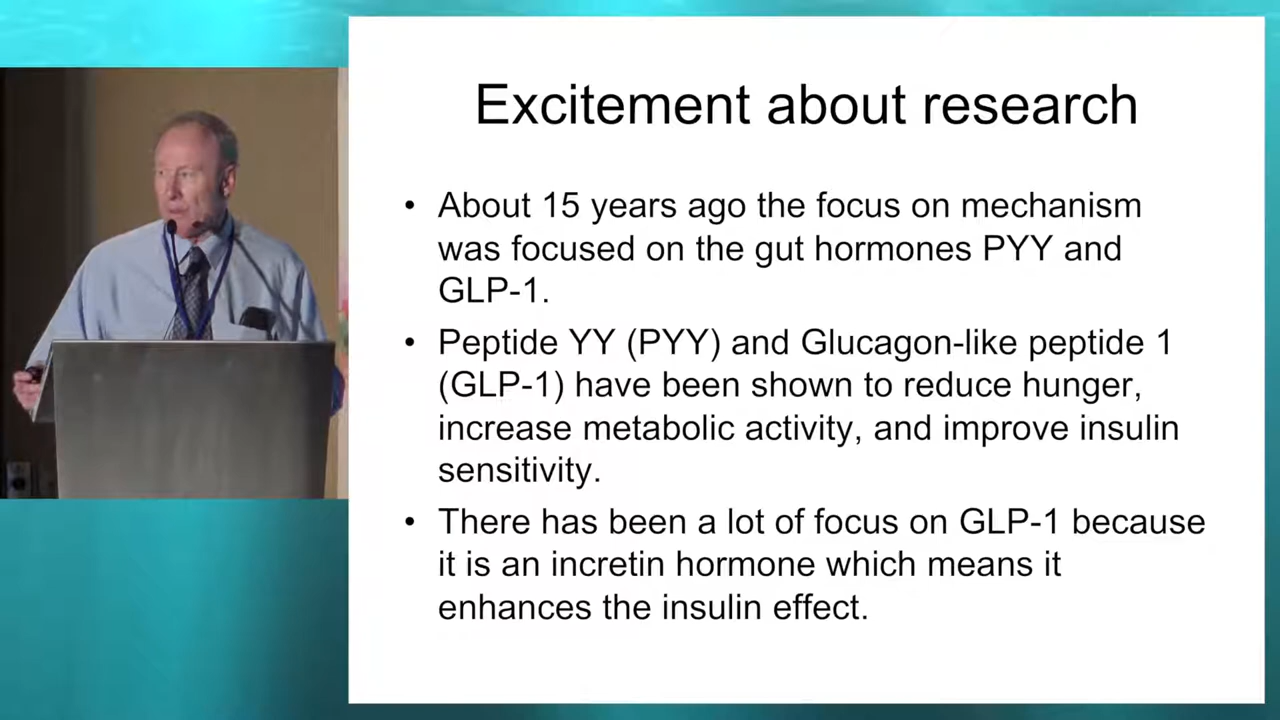 Excitement about research
• About 15 years ago the focus on mechanism
was focused on the gut hormones PYY and
GLP-1.
• Peptide YY (PYY) and Glucagon-like peptide 1
(GLP-1) have been shown to reduce hunger,
increase metabolic activity, and improve insulin
sensitivity.
• There has been a lot of focus on GLP-1 because
it is an incretin hormone which means it
enhances the insulin effect.